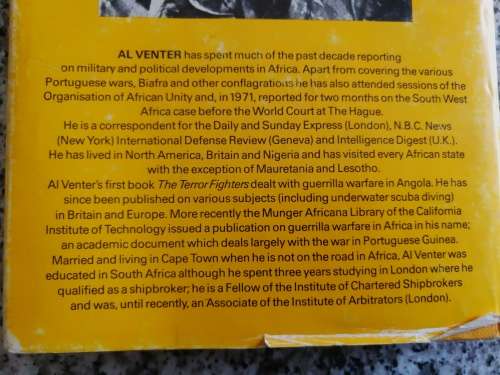 AL VENTER has spent much of the past decade reporting
on military and political developments in Africa. Apart from covering the various
Portuguese wars, Biafra and other conflagrations he has also attended sessions of the
Organisation of African Unity and, in 1971, reported for two months on the South West
Africa case before the World Court at The Hague.
He is a correspondent for the Daily and Sunday Express (London), N.B.C. News
(New York) International Defense Review (Geneva) and Intelligence Digest (U.K.).
He has lived in North America, Britain and Nigeria and has visited every African state
with the exception of Mauretania and Lesotho.
Al Venter's first book The Terror Fighters dealt with guerrilla warfare in Angola. He has
since been published on various subjects (including underwater scuba diving)
in Britain and Europe. More recently the Munger Africana Library of the California
Institute of Technology issued a publication on guerrilla warfare in Africa in his name;
an academic document which deals largely with the war in Portuguese Guinea.
Married and living in Cape Town when he is not on the road in Africa, Al Venter was
educated in South Africa although he spent three years studying in London where he
qualified as a shipbroker; he is a Fellow of the Institute of Chartered Shipbrokers
and was, until recently, an Associate of the Institute of Arbitrators (London).